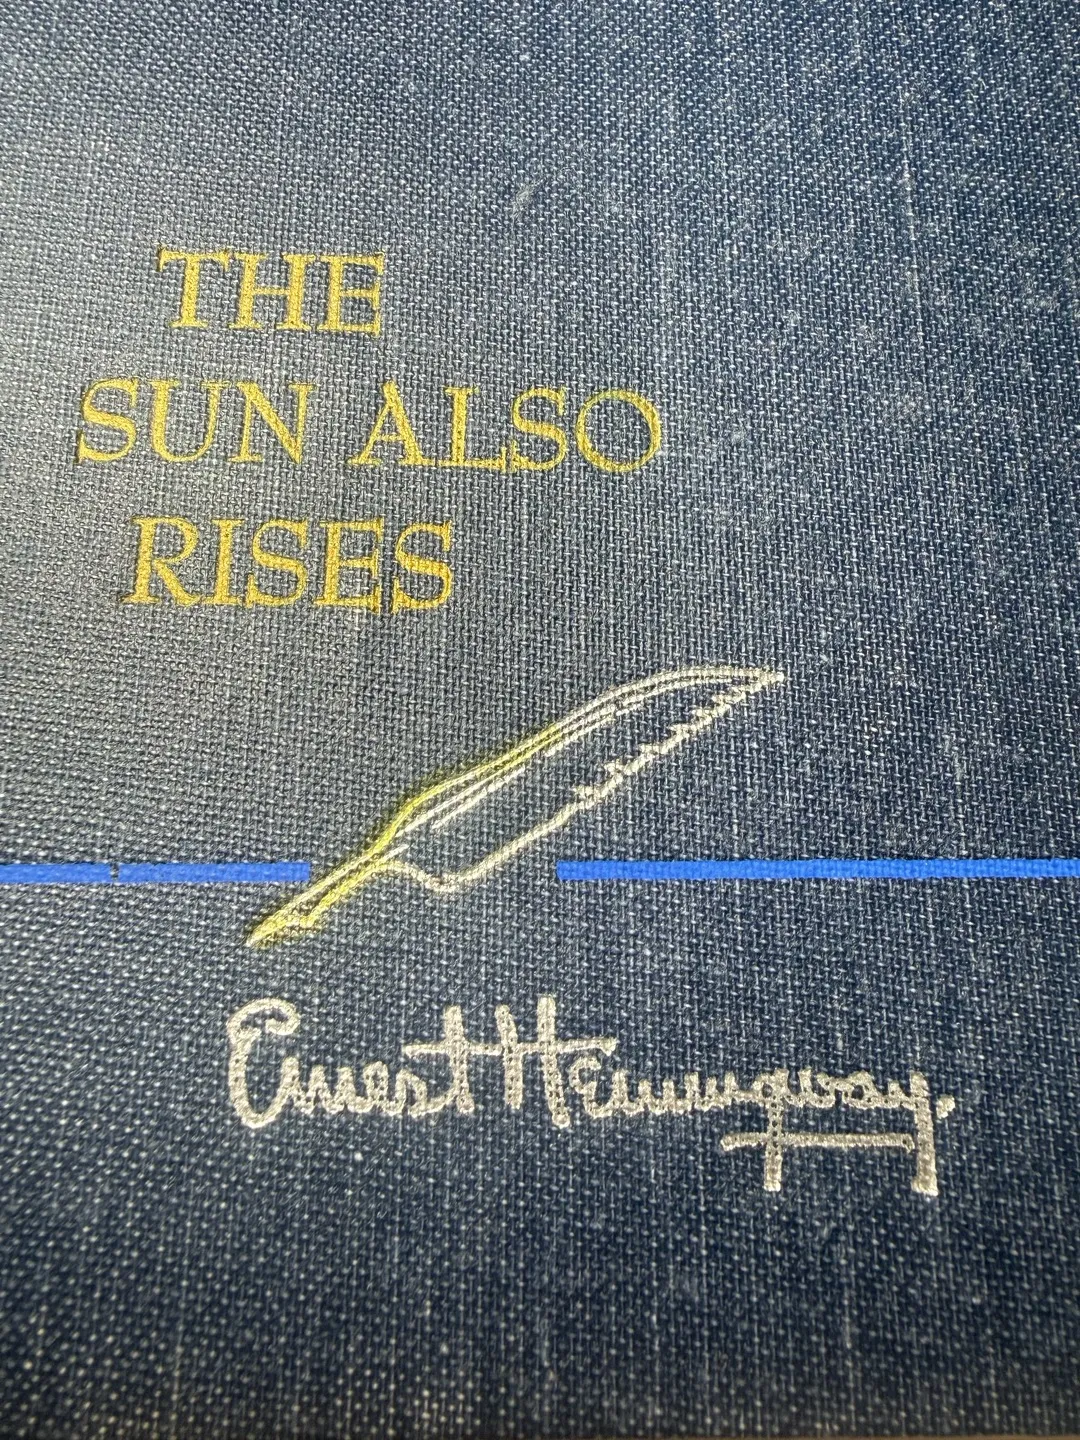 THE
SUN ALSO
RISES
Ernest Hemingway.